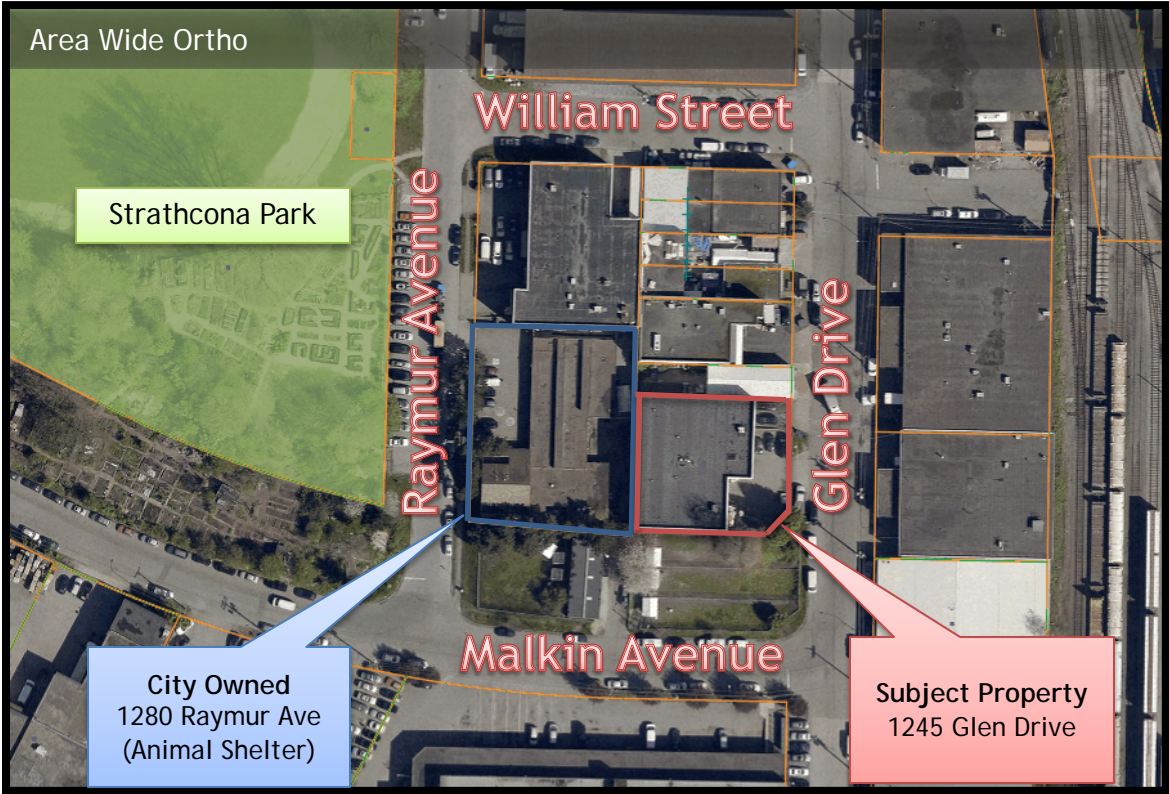 Area Wide Ortho
William Street
Strathcona Park
Raymur Avenue
Glen Drive
Malkin Avenue
City Owned
1280 Raymur Ave
(Animal Shelter)
Subject Property
1245 Glen Drive